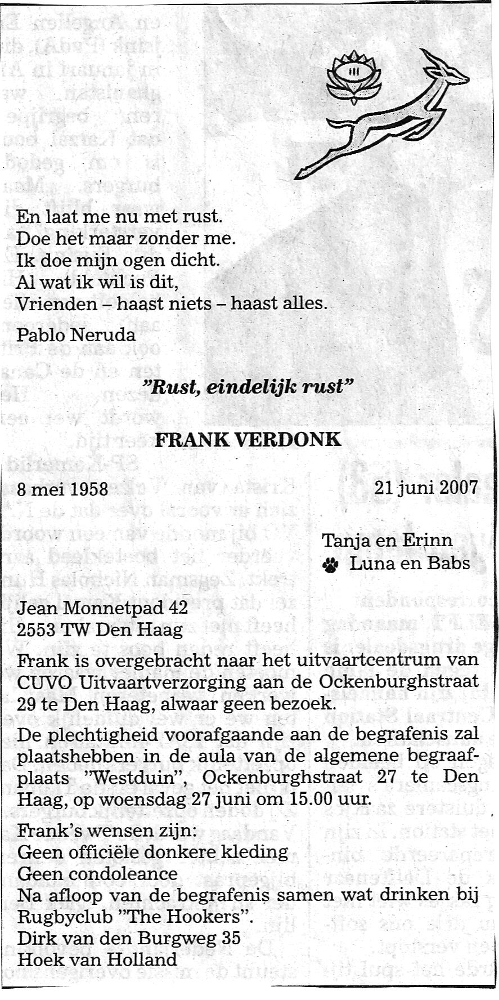 En laat me nu met rust.
Doe het maar zonder me.
Ik doe mijn ogen dicht.
Al wat ik wil is dit,
Vrienden – haast niets – haast alles.
Pablo Neruda
”Rust, eindelijk rust”
FRANK VERDONK
8 mei 1958 21 juni 2007
Tanja en Erinn
Luna en Babs
Jean Monnetpad 42
2553 TW Den Haag
Frank is overgebracht naar het uitvaartcentrum van
CUVO Uitvaartverzorging aan de Ockenburghstraat
29 te Den Haag, alwaar geen bezoek.
De plechtigheid voorafgaande aan de begrafenis zal
plaatshebben in de aula van de algemene begraaf-
plaats ”Westduin”, Ockenburghstraat 27 te Den
Haag, op woensdag 27 juni om 15.00 uur.
Frank’s wensen zijn:
Geen officiële donkere kleding
Geen condoleance
Na afloop van de begrafenis samen wat drinken bij
Rugbyclub ”The Hookers”.
Dirk van den Burgweg 35
Hoek van Holland